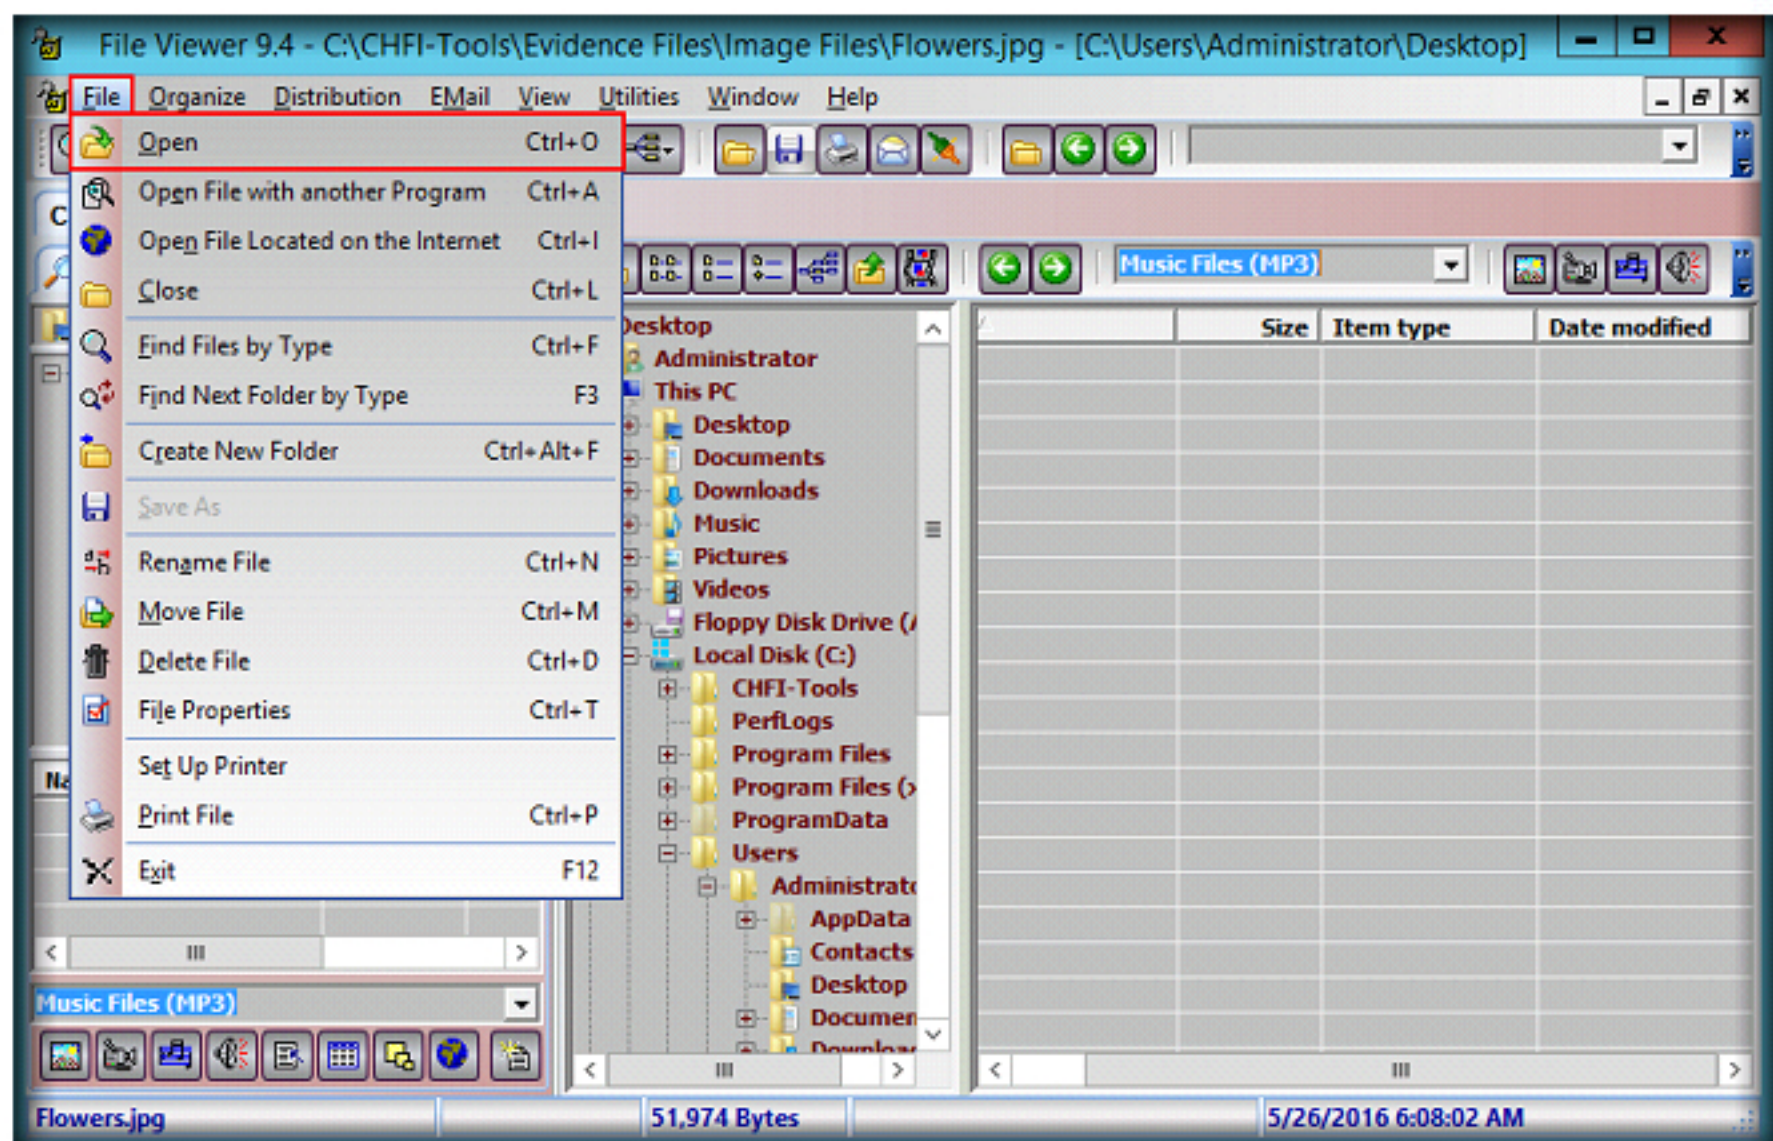 File Viewer 9.4 - C:\CHFI-Tools\Evidence Files\Image Files\Flowers.jpg - [C:\Users\Administrator\Desktop]
File Organize Distribution EMail View Utilities Window Help
Open Ctrl+O
Open File with another Program Ctrl+A
Open File Located on the Internet Ctrl+I
Close Ctrl+L
Find Files by Type Ctrl+F
Find Next Folder by Type F3
Create New Folder Ctrl+Alt+F
Save As
Rename File Ctrl+N
Move File Ctrl+M
Delete File Ctrl+D
File Properties Ctrl+T
Set Up Printer
Print File Ctrl+P
Exit F12
Music Files (MP3)
Music Files (MP3)
Desktop
Administrator
This PC
Desktop
Documents
Downloads
Music
Pictures
Videos
Floppy Disk Drive (
Local Disk (C:)
CHFI-Tools
PerfLogs
Program Files
Program Files (
ProgramData
Users
Administrato
AppData
Contacts
Desktop
Documen
Size Item type Date modified
Flowers.jpg 51,974 Bytes 5/26/2016 6:08:02 AM